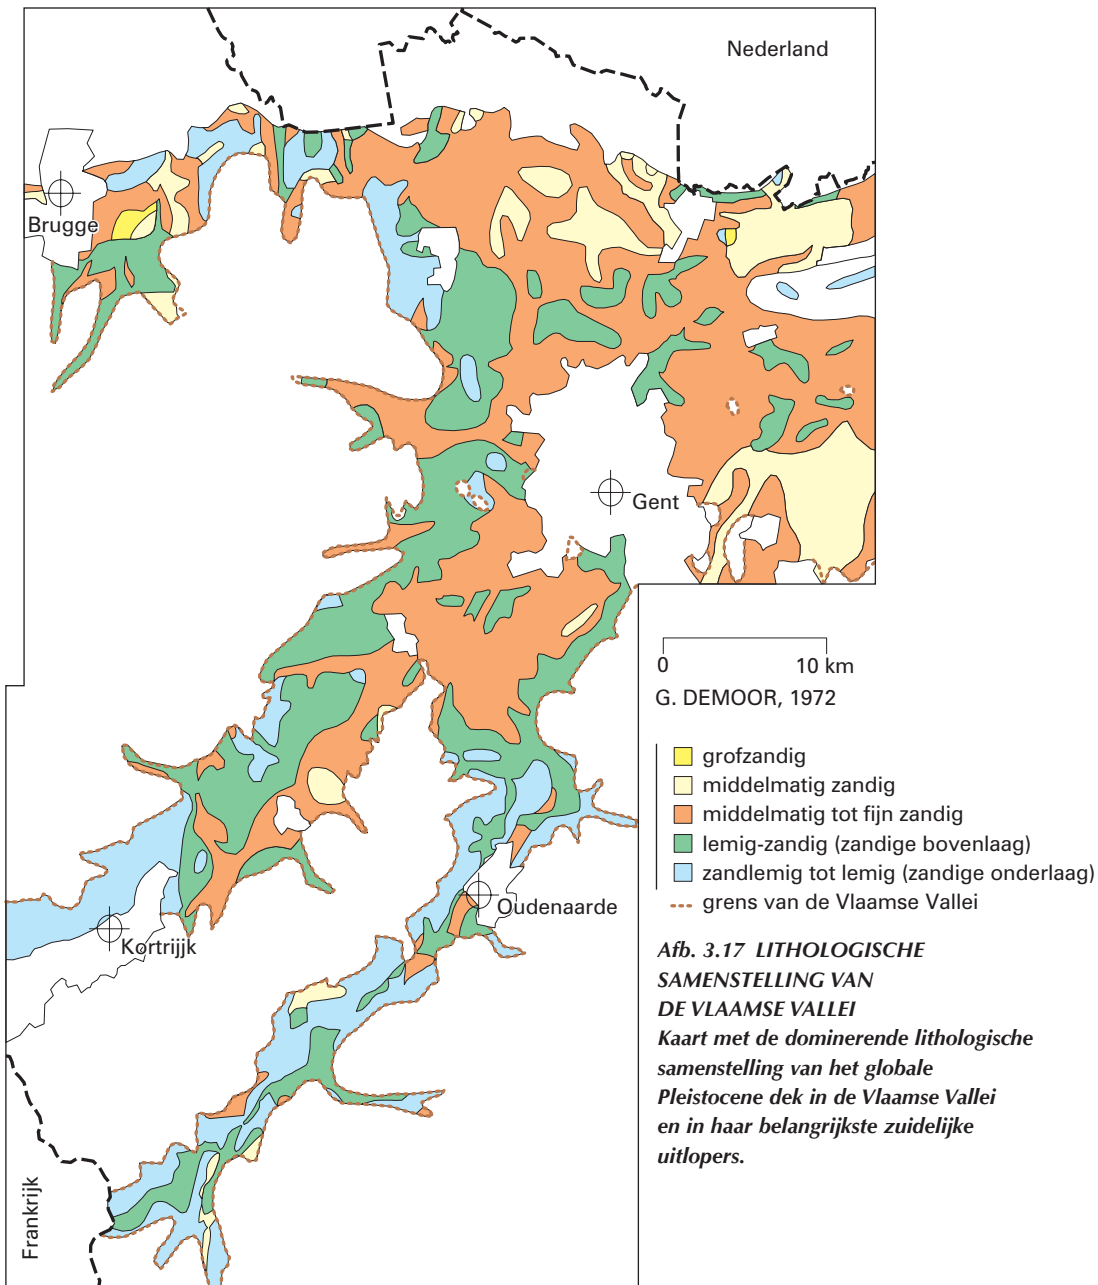 Nederland
Brugge
Gent
0 10 km
G. DEMOOR, 1972
grofzandig
middelmatig zandig
middelmatig tot fijn zandig
lemig-zandig (zandige bovenlaag)
zandlemig tot lemig (zandige onderlaag)
grens van de Vlaamse Vallei
Oudenaarde
Kortrijk
Afb. 3.17 LITHOLOGISCHE
SAMENSTELLING VAN
DE VLAAMSE VALLEI
Kaart met de dominerende lithologische
samenstelling van het globale
Pleistocene dek in de Vlaamse Vallei
en in haar belangrijkste zuidelijke
uitlopers.
Frankrijk